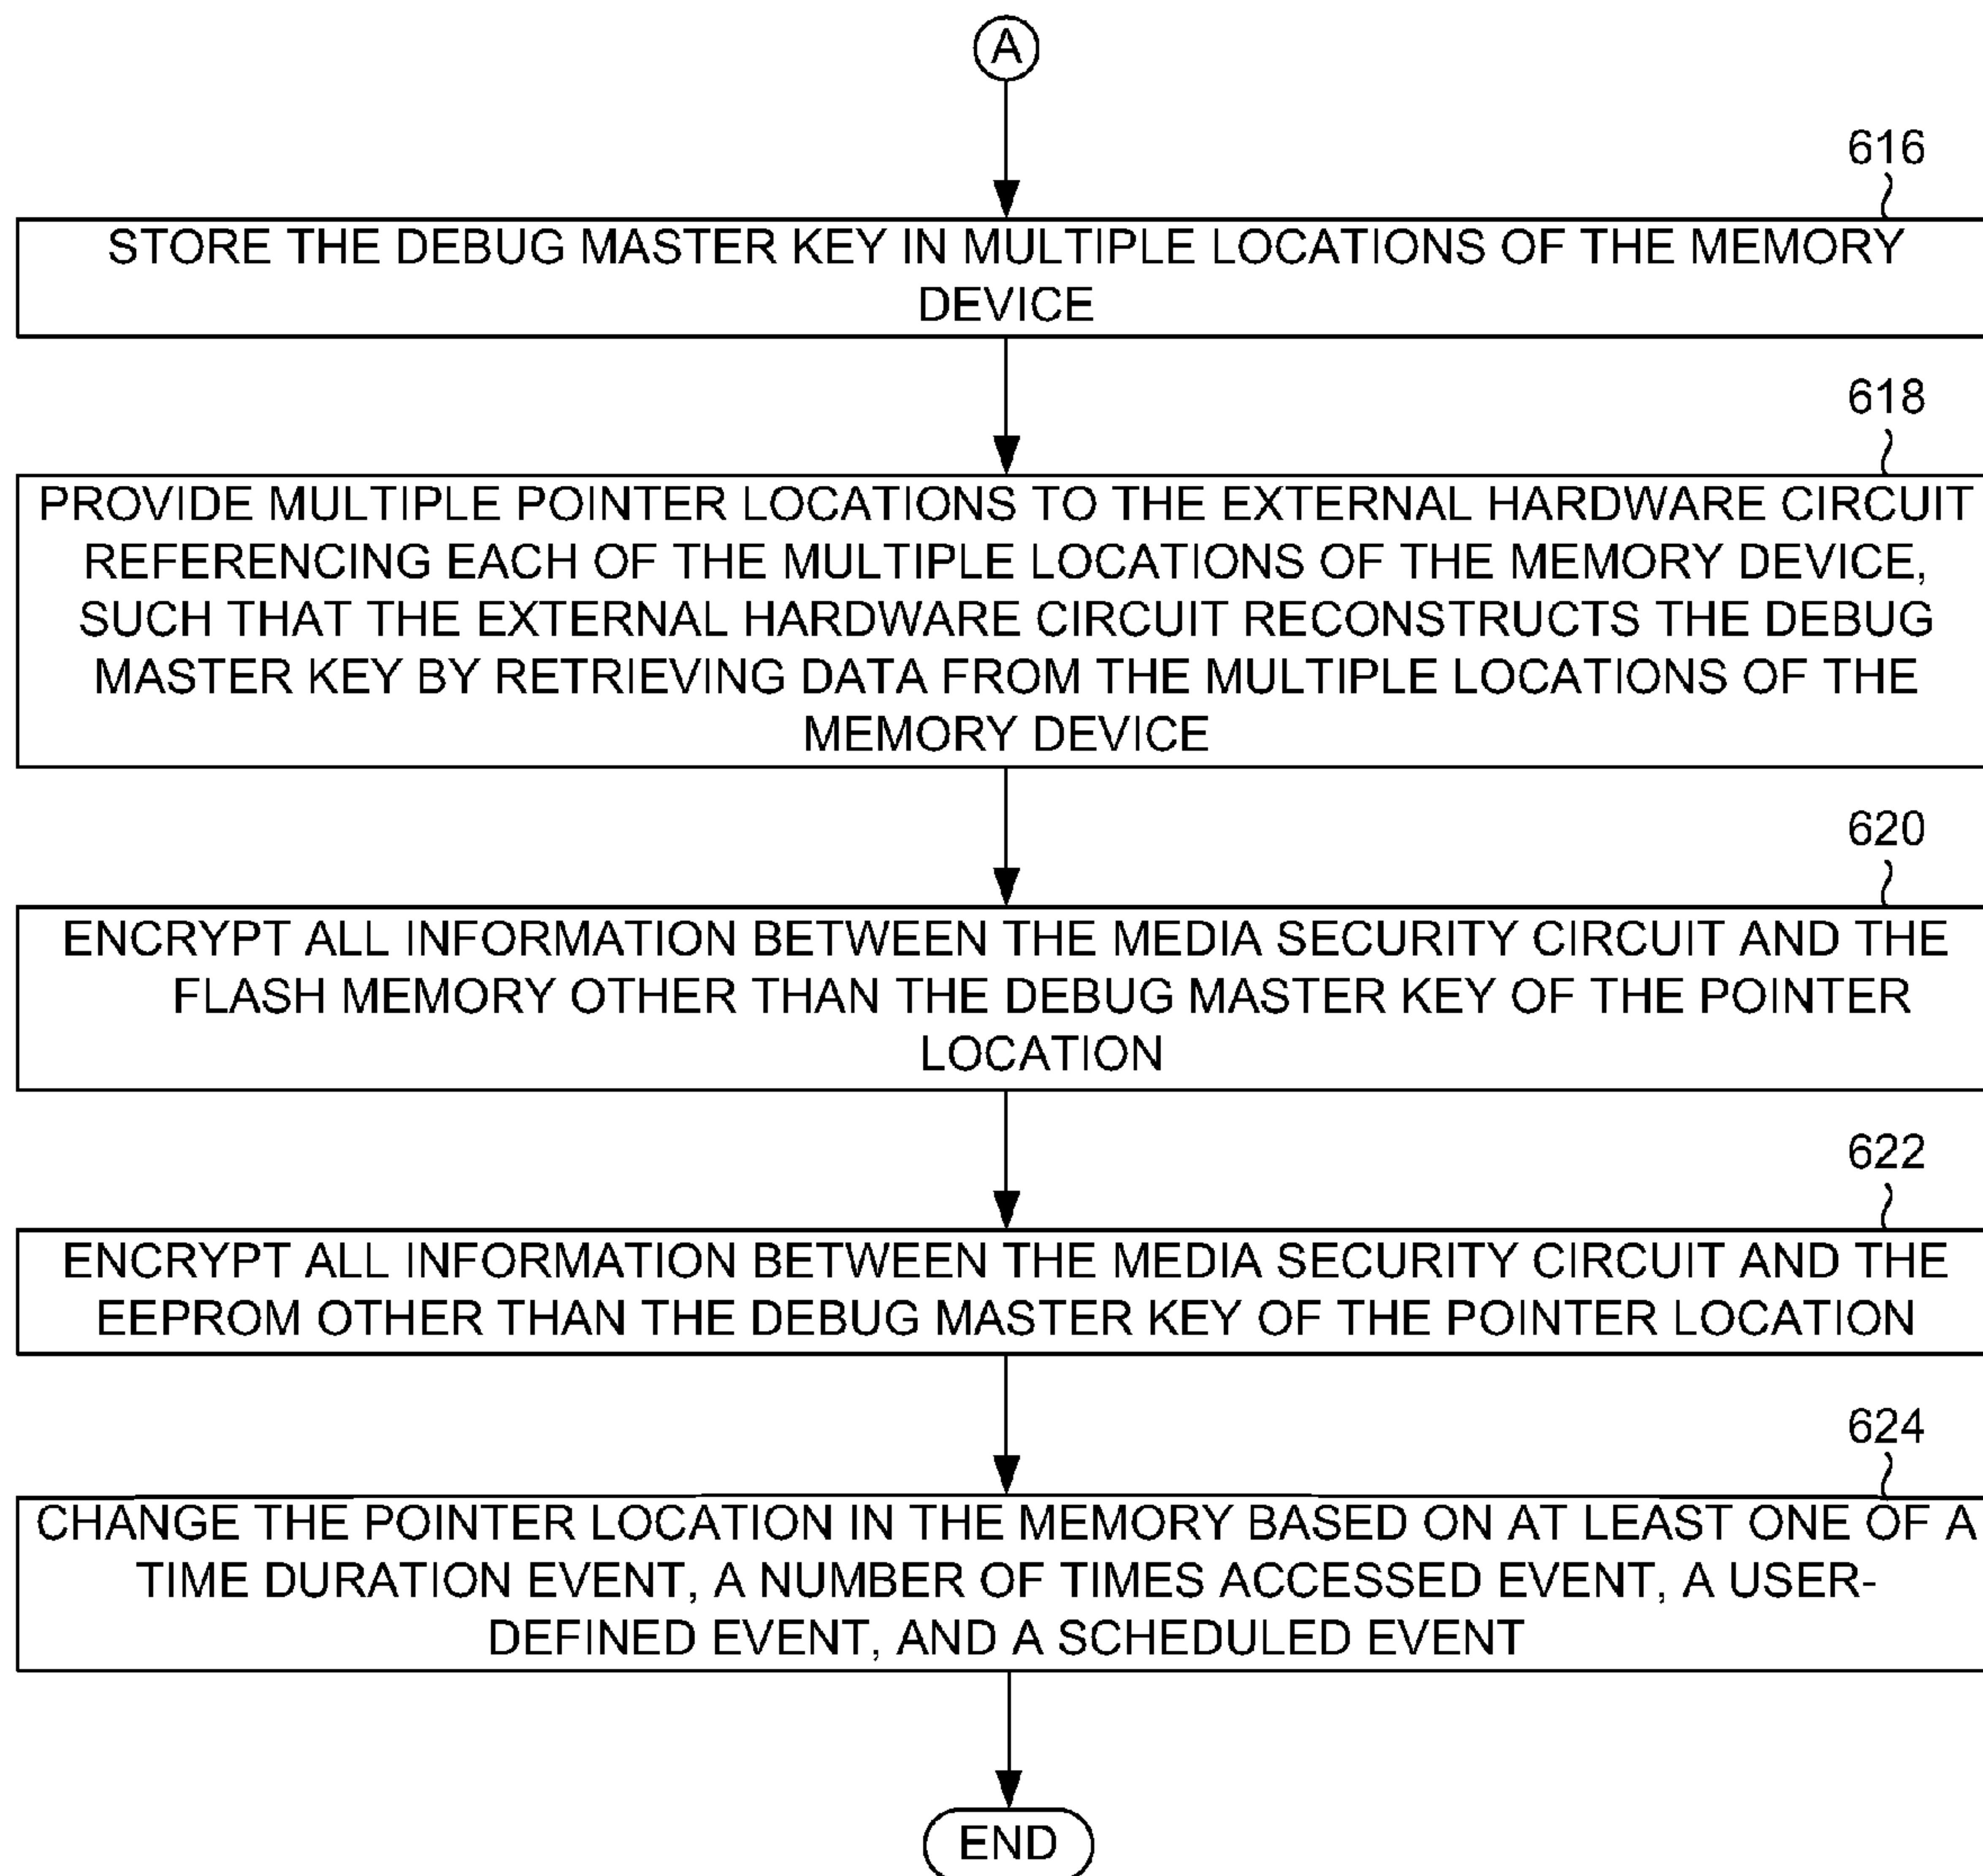 A
616
STORE THE DEBUG MASTER KEY IN MULTIPLE LOCATIONS OF THE MEMORY
DEVICE
618
PROVIDE MULTIPLE POINTER LOCATIONS TO THE EXTERNAL HARDWARE CIRCUIT
REFERENCING EACH OF THE MULTIPLE LOCATIONS OF THE MEMORY DEVICE,
SUCH THAT THE EXTERNAL HARDWARE CIRCUIT RECONSTRUCTS THE DEBUG
MASTER KEY BY RETRIEVING DATA FROM THE MULTIPLE LOCATIONS OF THE
MEMORY DEVICE
620
ENCRYPT ALL INFORMATION BETWEEN THE MEDIA SECURITY CIRCUIT AND THE
FLASH MEMORY OTHER THAN THE DEBUG MASTER KEY OF THE POINTER
LOCATION
622
ENCRYPT ALL INFORMATION BETWEEN THE MEDIA SECURITY CIRCUIT AND THE
EEPROM OTHER THAN THE DEBUG MASTER KEY OF THE POINTER LOCATION
624
CHANGE THE POINTER LOCATION IN THE MEMORY BASED ON AT LEAST ONE OF A
TIME DURATION EVENT, A NUMBER OF TIMES ACCESSED EVENT, A USER-
DEFINED EVENT, AND A SCHEDULED EVENT
END